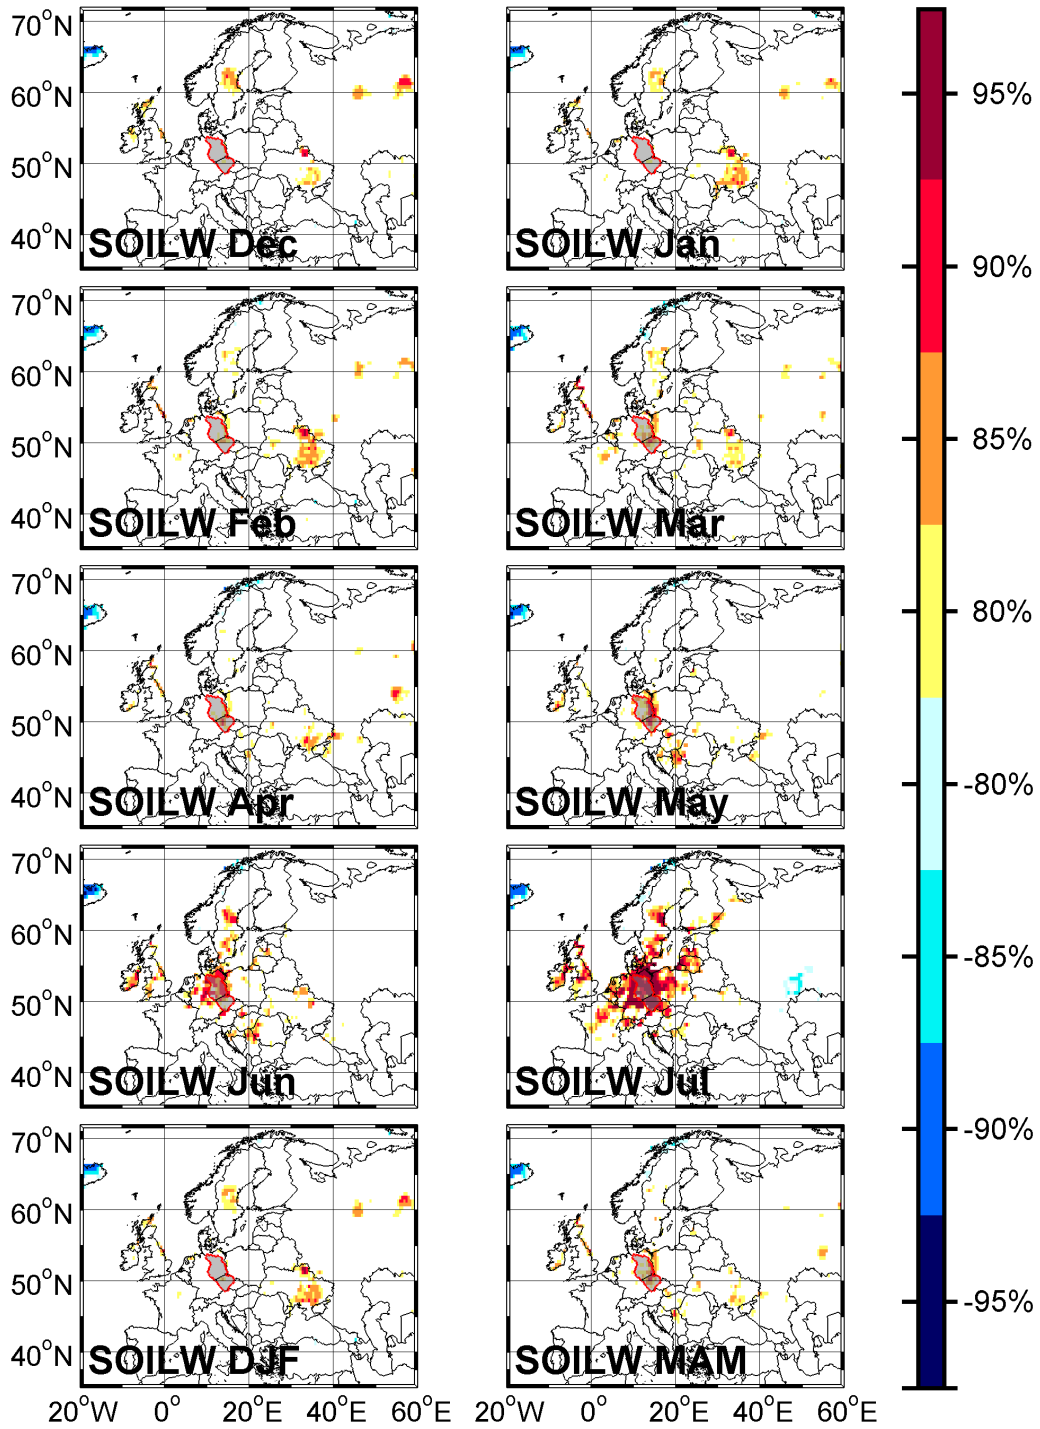 70°N
60°N
50°N
40°N
SOILW Dec
SOILW Jan
70°N
60°N
50°N
40°N
SOILW Feb
SOILW Mar
70°N
60°N
50°N
40°N
SOILW Apr
SOILW May
70°N
60°N
50°N
40°N
SOILW Jun
SOILW Jul
70°N
60°N
50°N
40°N
SOILW DJF
SOILW MAM
20°W 0° 20°E 40°E 60°E
20°W 0° 20°E 40°E 60°E
95%
90%
85%
80%
-80%
-85%
-90%
-95%